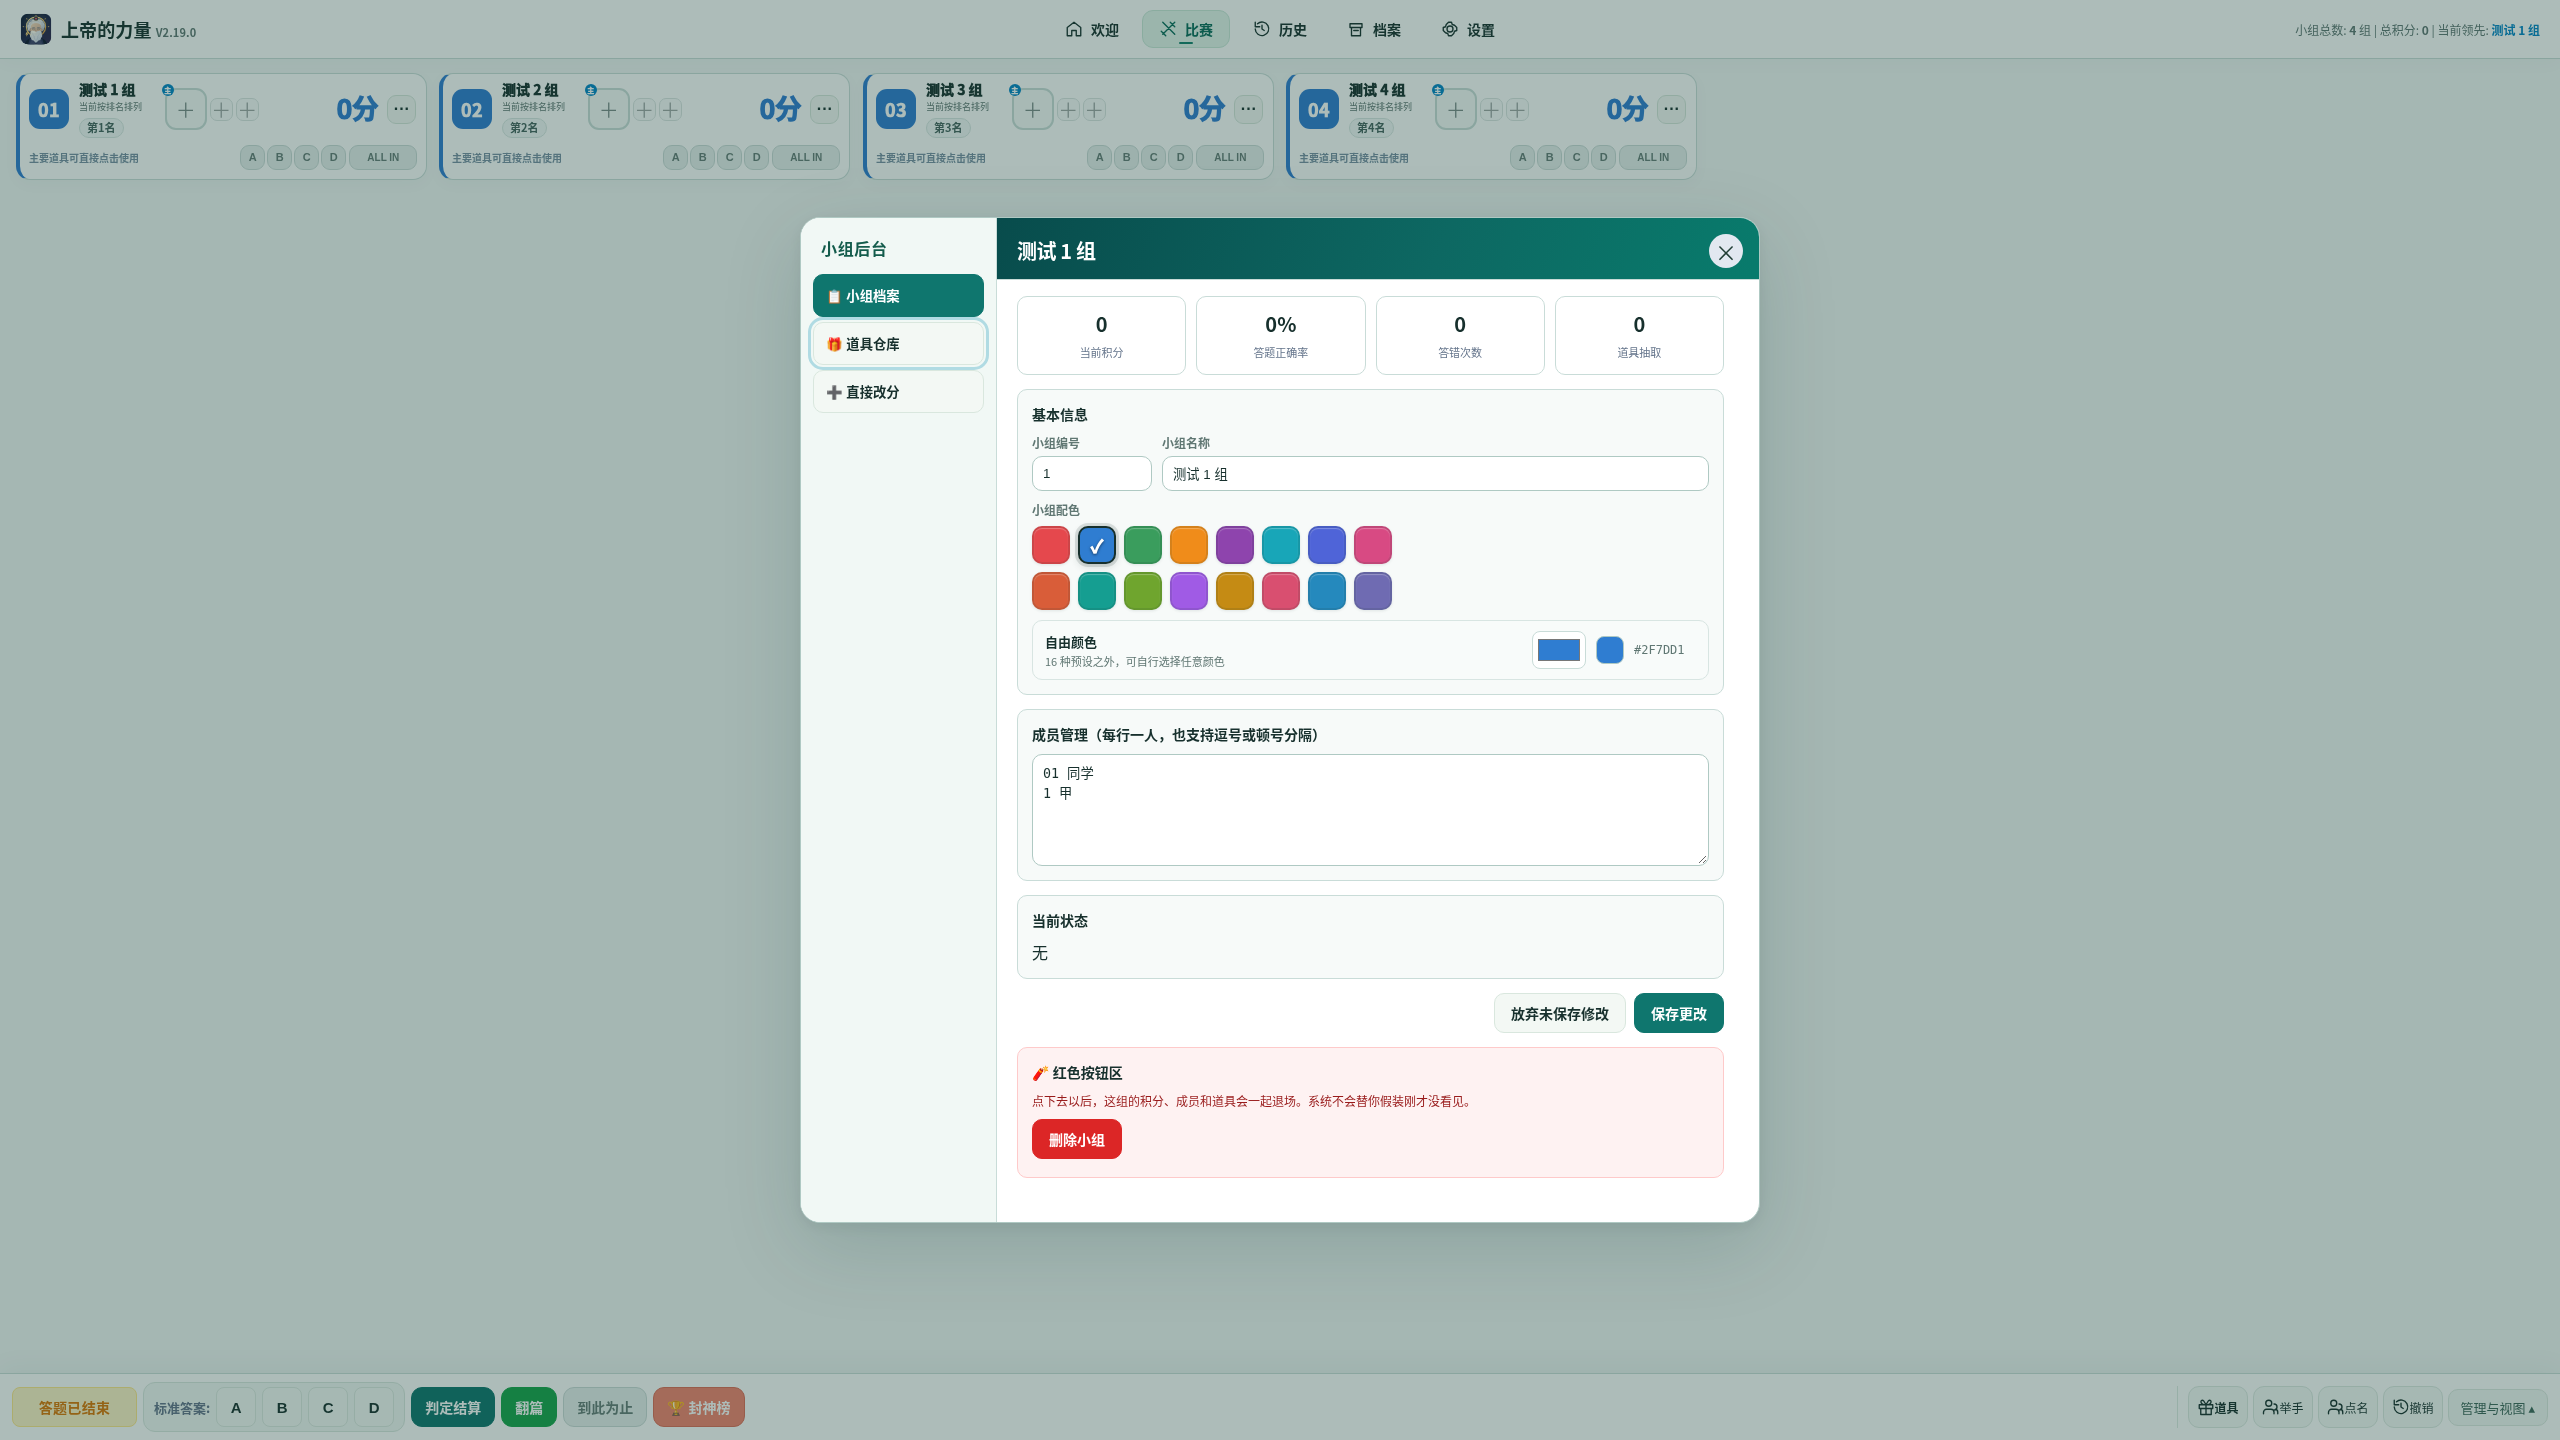 上帝的力量 V2.19.0
欢迎
比赛
历史
档案
设置
小组总数: 4 组 | 总积分: 0 | 当前领先: 测试 1 组
01
测试 1 组
当前按排名排列
第1名
主
0分
主要道具可直接点击使用
A B C D ALL IN
02
测试 2 组
当前按排名排列
第2名
主
0分
主要道具可直接点击使用
A B C D ALL IN
03
测试 3 组
当前按排名排列
第3名
主
0分
主要道具可直接点击使用
A B C D ALL IN
04
测试 4 组
当前按排名排列
第4名
主
0分
主要道具可直接点击使用
A B C D ALL IN
小组后台
小组档案
道具仓库
直接改分
测试 1 组
0
当前积分
0%
答题正确率
0
答错次数
0
道具抽取
基本信息
小组编号
小组名称
1
测试 1 组
小组配色
自由颜色
16 种预设之外，可自行选择任意颜色
#2F7DD1
成员管理（每行一人，也支持逗号或顿号分隔）
01 同学
1 甲
当前状态
无
放弃未保存修改
保存更改
红色按钮区
点下去以后，这组的积分、成员和道具会一起退场。系统不会替你假装刚才没看见。
删除小组
答题已结束
标准答案: A B C D
判定结算
翻篇
到此为止
封神榜
道具
举手
点名
撤销
管理与视图 ▴